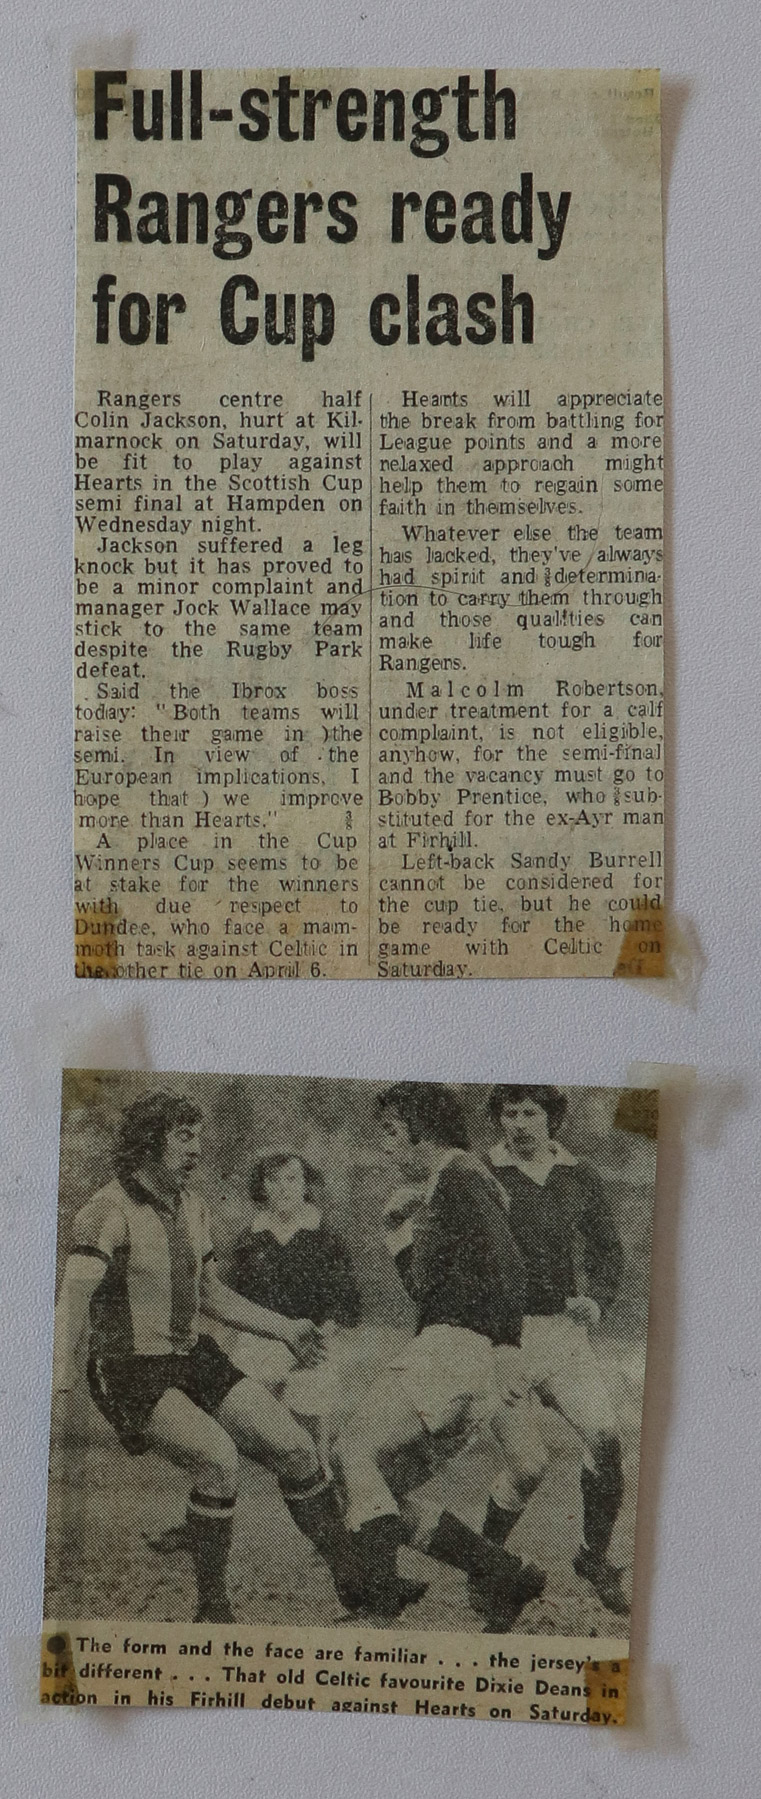 Full-strength
Rangers ready
for Cup clash
Rangers centre half
Colin Jackson, hurt at Kil-
marnock on Saturday, will
be fit to play against
Hearts in the Scottish Cup
semi final at Hampden on
Wednesday night.
Jackson suffered a leg
knock but it has proved to
be a minor complaint and
manager Jock Wallace may
stick to the same team
despite the Rugby Park
defeat.
Said the Ibrox boss
today: "Both teams will
raise their game in the
semi. In view of the
European implications, I
hope that we improve
more than Hearts."
A place in the Cup
Winners Cup seems to be
at stake for the winners
with due respect to
Dundee, who face a mam-
moth task against Celtic in
the other tie on April 6.
Hearts will appreciate
the break from battling for
League points and a more
relaxed approach might
help them to regain some
faith in themselves.
Whatever else the team
has lacked, they've always
had spirit and determina-
tion to carry them through
and those qualities can
make life tough for
Rangers.
Malcolm Robertson,
under treatment for a calf
complaint, is not eligible,
anyhow, for the semi-final
and the vacancy must go to
Bobby Prentice, who sub-
stituted for the ex-Ayr man
at Firhill.
Left-back Sandy Burrell
cannot be considered for
the cup tie, but he could
be ready for the home
game with Celtic on
Saturday.
The form and the face are familiar . . . the jersey's a
bit different . . . That old Celtic favourite Dixie Deans in
action in his Firhill debut against Hearts on Saturday.